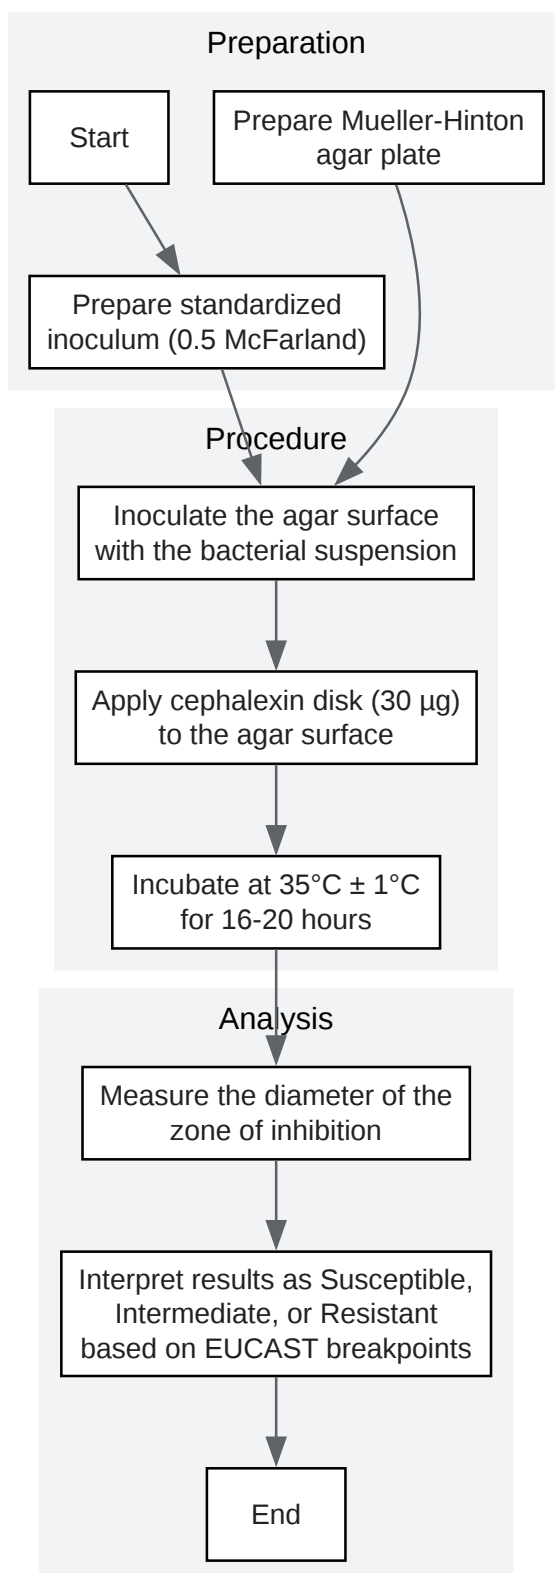 Preparation
Start
Prepare Mueller-Hinton
agar plate
Prepare standardized
inoculum (0.5 McFarland)
Procedure
Inoculate the agar surface
with the bacterial suspension
Apply cephalexin disk (30 µg)
to the agar surface
Incubate at 35°C ± 1°C
for 16-20 hours
Analysis
Measure the diameter of the
zone of inhibition
Interpret results as Susceptible,
Intermediate, or Resistant
based on EUCAST breakpoints
End